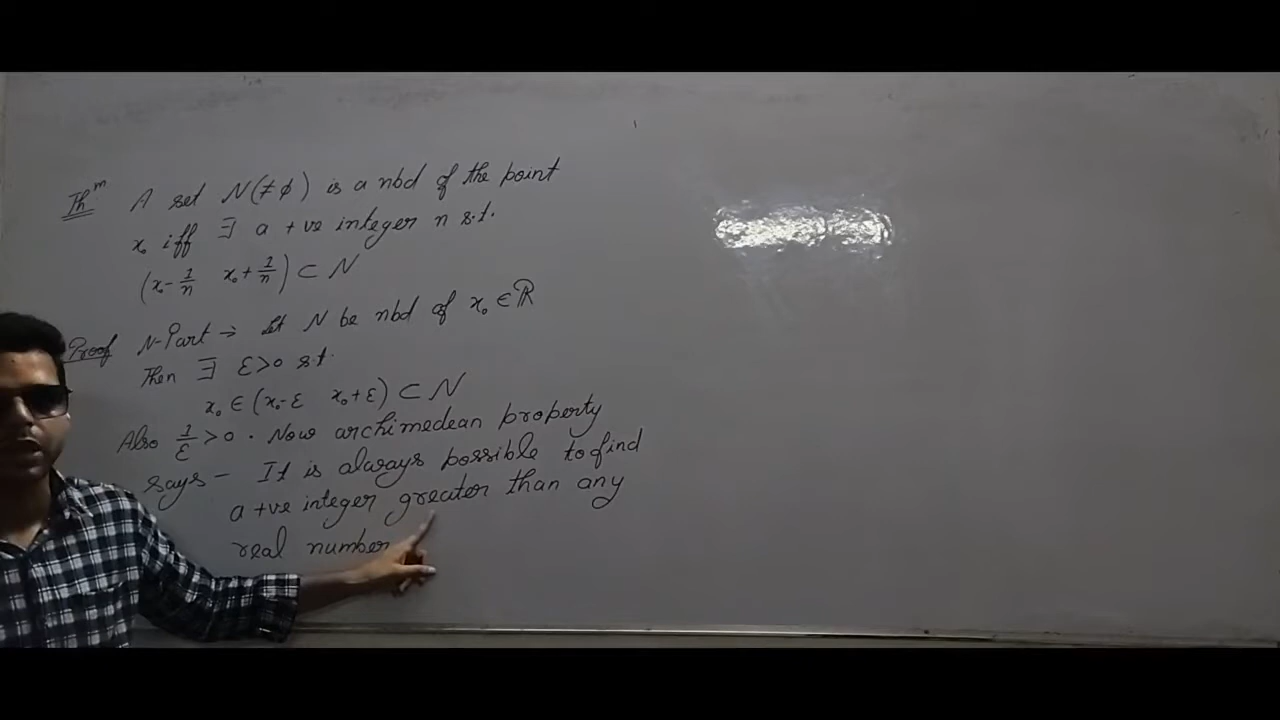 Th^m A set N(≠φ) is a nbd of the point
x₀ iff ∃ a +ve integer n s.t.
(x₀-1/n x₀+1/n) ⊂ N
Proof N-Part → Let N be nbd of x₀ ∈ ℝ
Then ∃ ε>0 s.t.
x₀ ∈ (x₀-ε x₀+ε) ⊂ N
Also 1/ε >0 . Now archimedean property
says - It is always possible to find
a +ve integer greater than any
real number